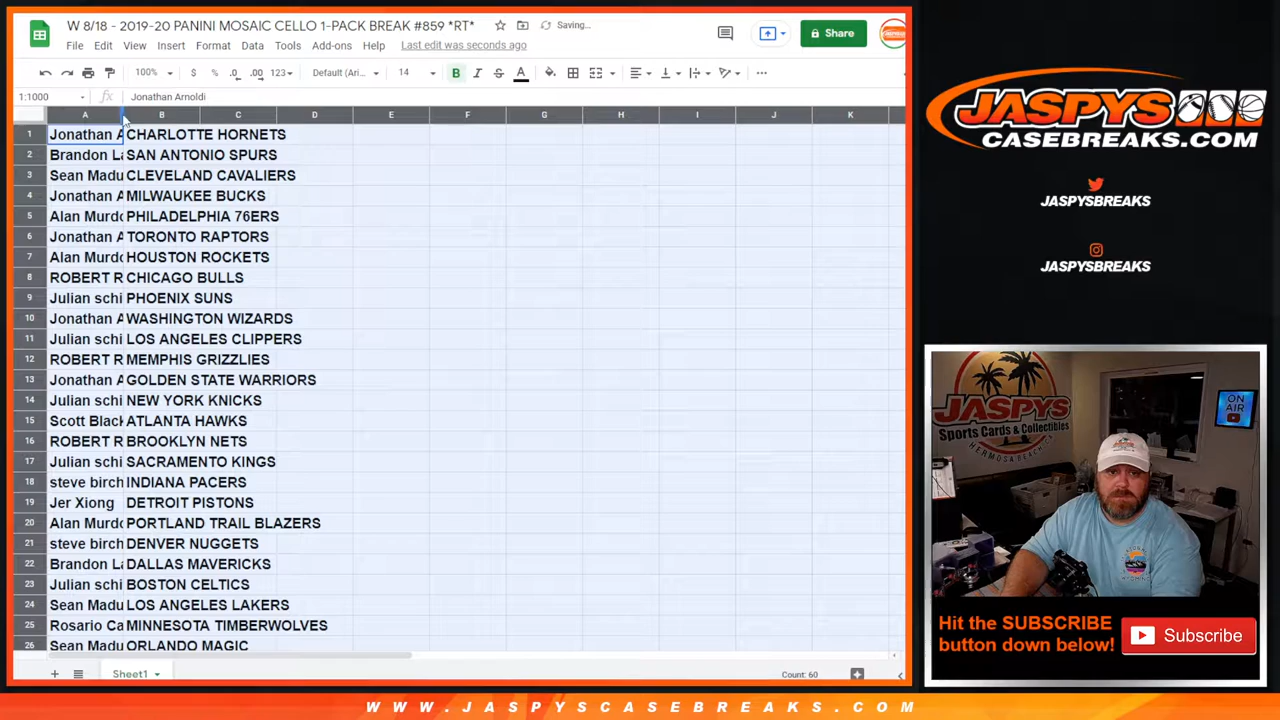 W 8/18 - 2019-20 PANINI MOSAIC CELLO 1-PACK BREAK #859 *RT*
Saving...
File Edit View Insert Format Data Tools Add-ons Help Last edit was seconds ago
Share
100% $ % .0 .00 123 Default (Ari... 14 B I S A
1:1000 fx Jonathan Arnoldi
A B C D E F G H I J K
1 Jonathan A CHARLOTTE HORNETS
2 Brandon La SAN ANTONIO SPURS
3 Sean Madu CLEVELAND CAVALIERS
4 Jonathan A MILWAUKEE BUCKS
5 Alan Murdo PHILADELPHIA 76ERS
6 Jonathan A TORONTO RAPTORS
7 Alan Murdo HOUSTON ROCKETS
8 ROBERT R CHICAGO BULLS
9 Julian schi PHOENIX SUNS
10 Jonathan A WASHINGTON WIZARDS
11 Julian schi LOS ANGELES CLIPPERS
12 ROBERT R MEMPHIS GRIZZLIES
13 Jonathan A GOLDEN STATE WARRIORS
14 Julian schi NEW YORK KNICKS
15 Scott Black ATLANTA HAWKS
16 ROBERT R BROOKLYN NETS
17 Julian schi SACRAMENTO KINGS
18 steve birch INDIANA PACERS
19 Jer Xiong DETROIT PISTONS
20 Alan Murdo PORTLAND TRAIL BLAZERS
21 steve birch DENVER NUGGETS
22 Brandon La DALLAS MAVERICKS
23 Julian schi BOSTON CELTICS
24 Sean Madu LOS ANGELES LAKERS
25 Rosario Ca MINNESOTA TIMBERWOLVES
26 Sean Madu ORLANDO MAGIC
Sheet1
Count: 60
JASPYS
CASEBREAKS.COM
JASPYSBREAKS
JASPYSBREAKS
JASPYS
Sports Cards & Collectibles
HERMOSA BEACH
ON
AIR
Hit the SUBSCRIBE
button down below!
Subscribe
WWW.JASPYSCASEBREAKS.COM